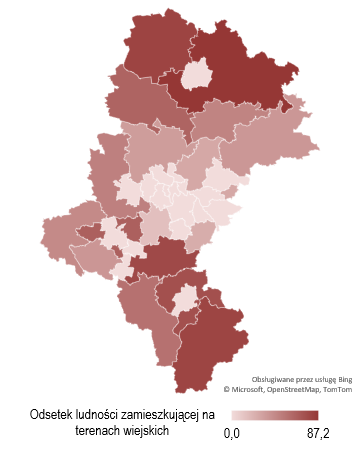 Obsługiwane przez usługę Bing
© Microsoft, OpenStreetMap, TomTom
Odsetek ludności zamieszkującej na
terenach wiejskich
0,0 87,2